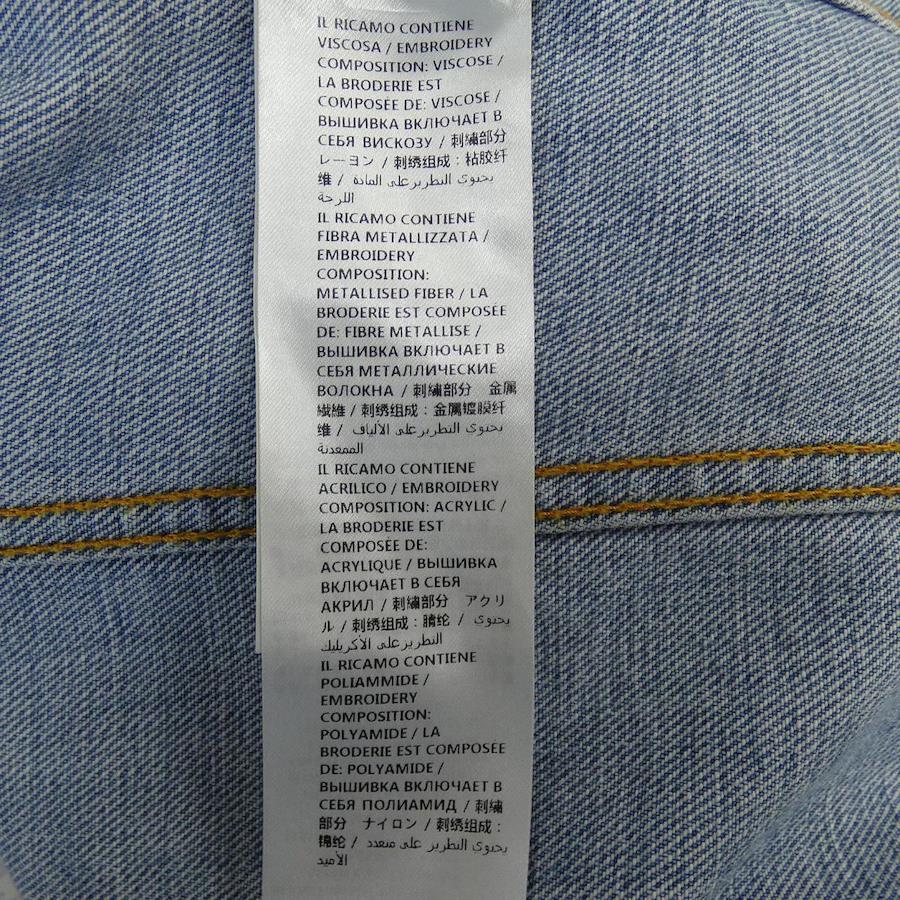 IL RICAMO CONTIENE
VISCOSA / EMBROIDERY
COMPOSITION: VISCOSE /
LA BRODERIE EST
COMPOSÉE DE: VISCOSE /
ВЫШИВКА ВКЛЮЧАЕТ В
СЕБЯ ВИСКОЗУ / 刺繍部分
レーヨン / 刺绣组成：粘胶纤
维 / يحتوي التطريز على المادة
اللزجة
IL RICAMO CONTIENE
FIBRA METALLIZZATA /
EMBROIDERY
COMPOSITION:
METALLISED FIBER / LA
BRODERIE EST COMPOSÉE
DE: FIBRE METALLISE /
ВЫШИВКА ВКЛЮЧАЕТ В
СЕБЯ МЕТАЛЛИЧЕСКИЕ
ВОЛОКНА / 刺繍部分 金属
繊維 / 刺绣组成：金属镀膜纤
维 / يحتوي التطريز على الألياف
الممعدنة
IL RICAMO CONTIENE
ACRILICO / EMBROIDERY
COMPOSITION: ACRYLIC /
LA BRODERIE EST
COMPOSÉE DE:
ACRYLIQUE / ВЫШИВКА
ВКЛЮЧАЕТ В СЕБЯ
АКРИЛ / 刺繍部分 アクリ
ル / 刺绣组成：腈纶 / يحتوي
التطريز على الأكريليك
IL RICAMO CONTIENE
POLIAMMIDE /
EMBROIDERY
COMPOSITION:
POLYAMIDE / LA
BRODERIE EST COMPOSÉE
DE: POLYAMIDE /
ВЫШИВКА ВКЛЮЧАЕТ В
СЕБЯ ПОЛИАМИД / 刺繍
部分 ナイロン / 刺绣组成：
锦纶 / يحتوي التطريز على متعدد
الأميد